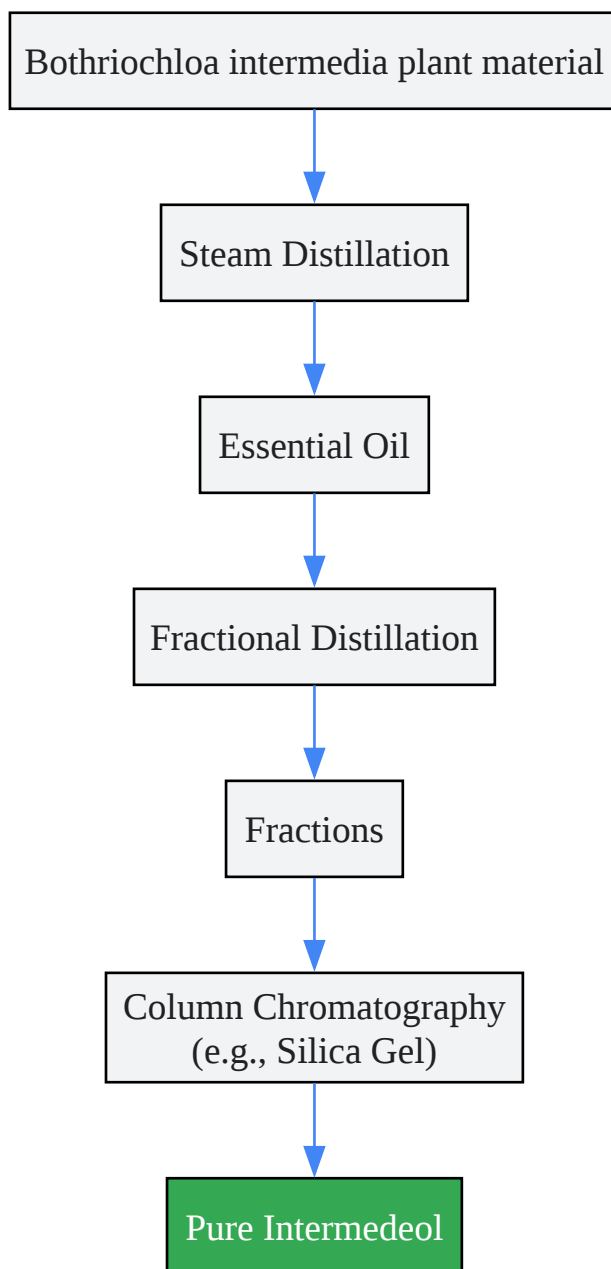 Bothriochloa intermedia plant material
Steam Distillation
Essential Oil
Fractional Distillation
Fractions
Column Chromatography
(e.g., Silica Gel)
Pure Intermedeol